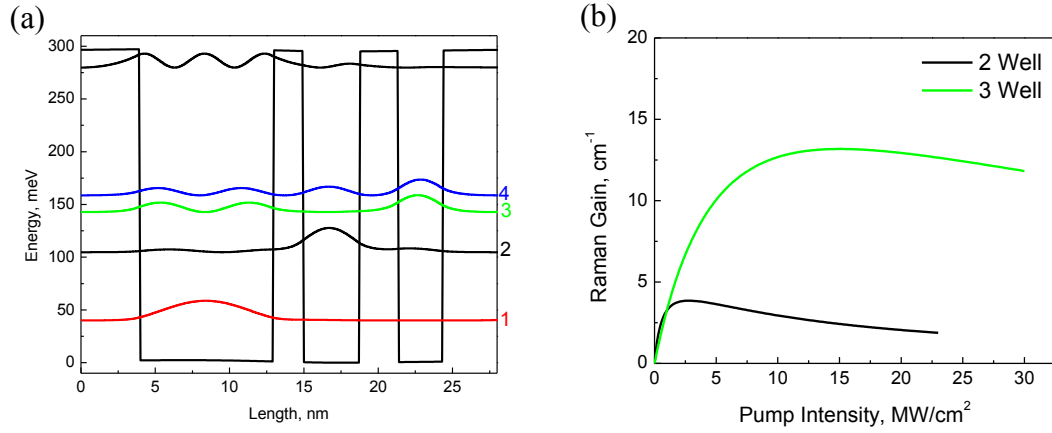 (a)
300
250
200
150
100
50
0
Energy, meV
4
3
2
1
0 5 10 15 20 25
Length, nm
(b)
20
15
10
5
0
Raman Gain, cm-1
2 Well
3 Well
0 5 10 15 20 25 30
Pump Intensity, MW/cm2